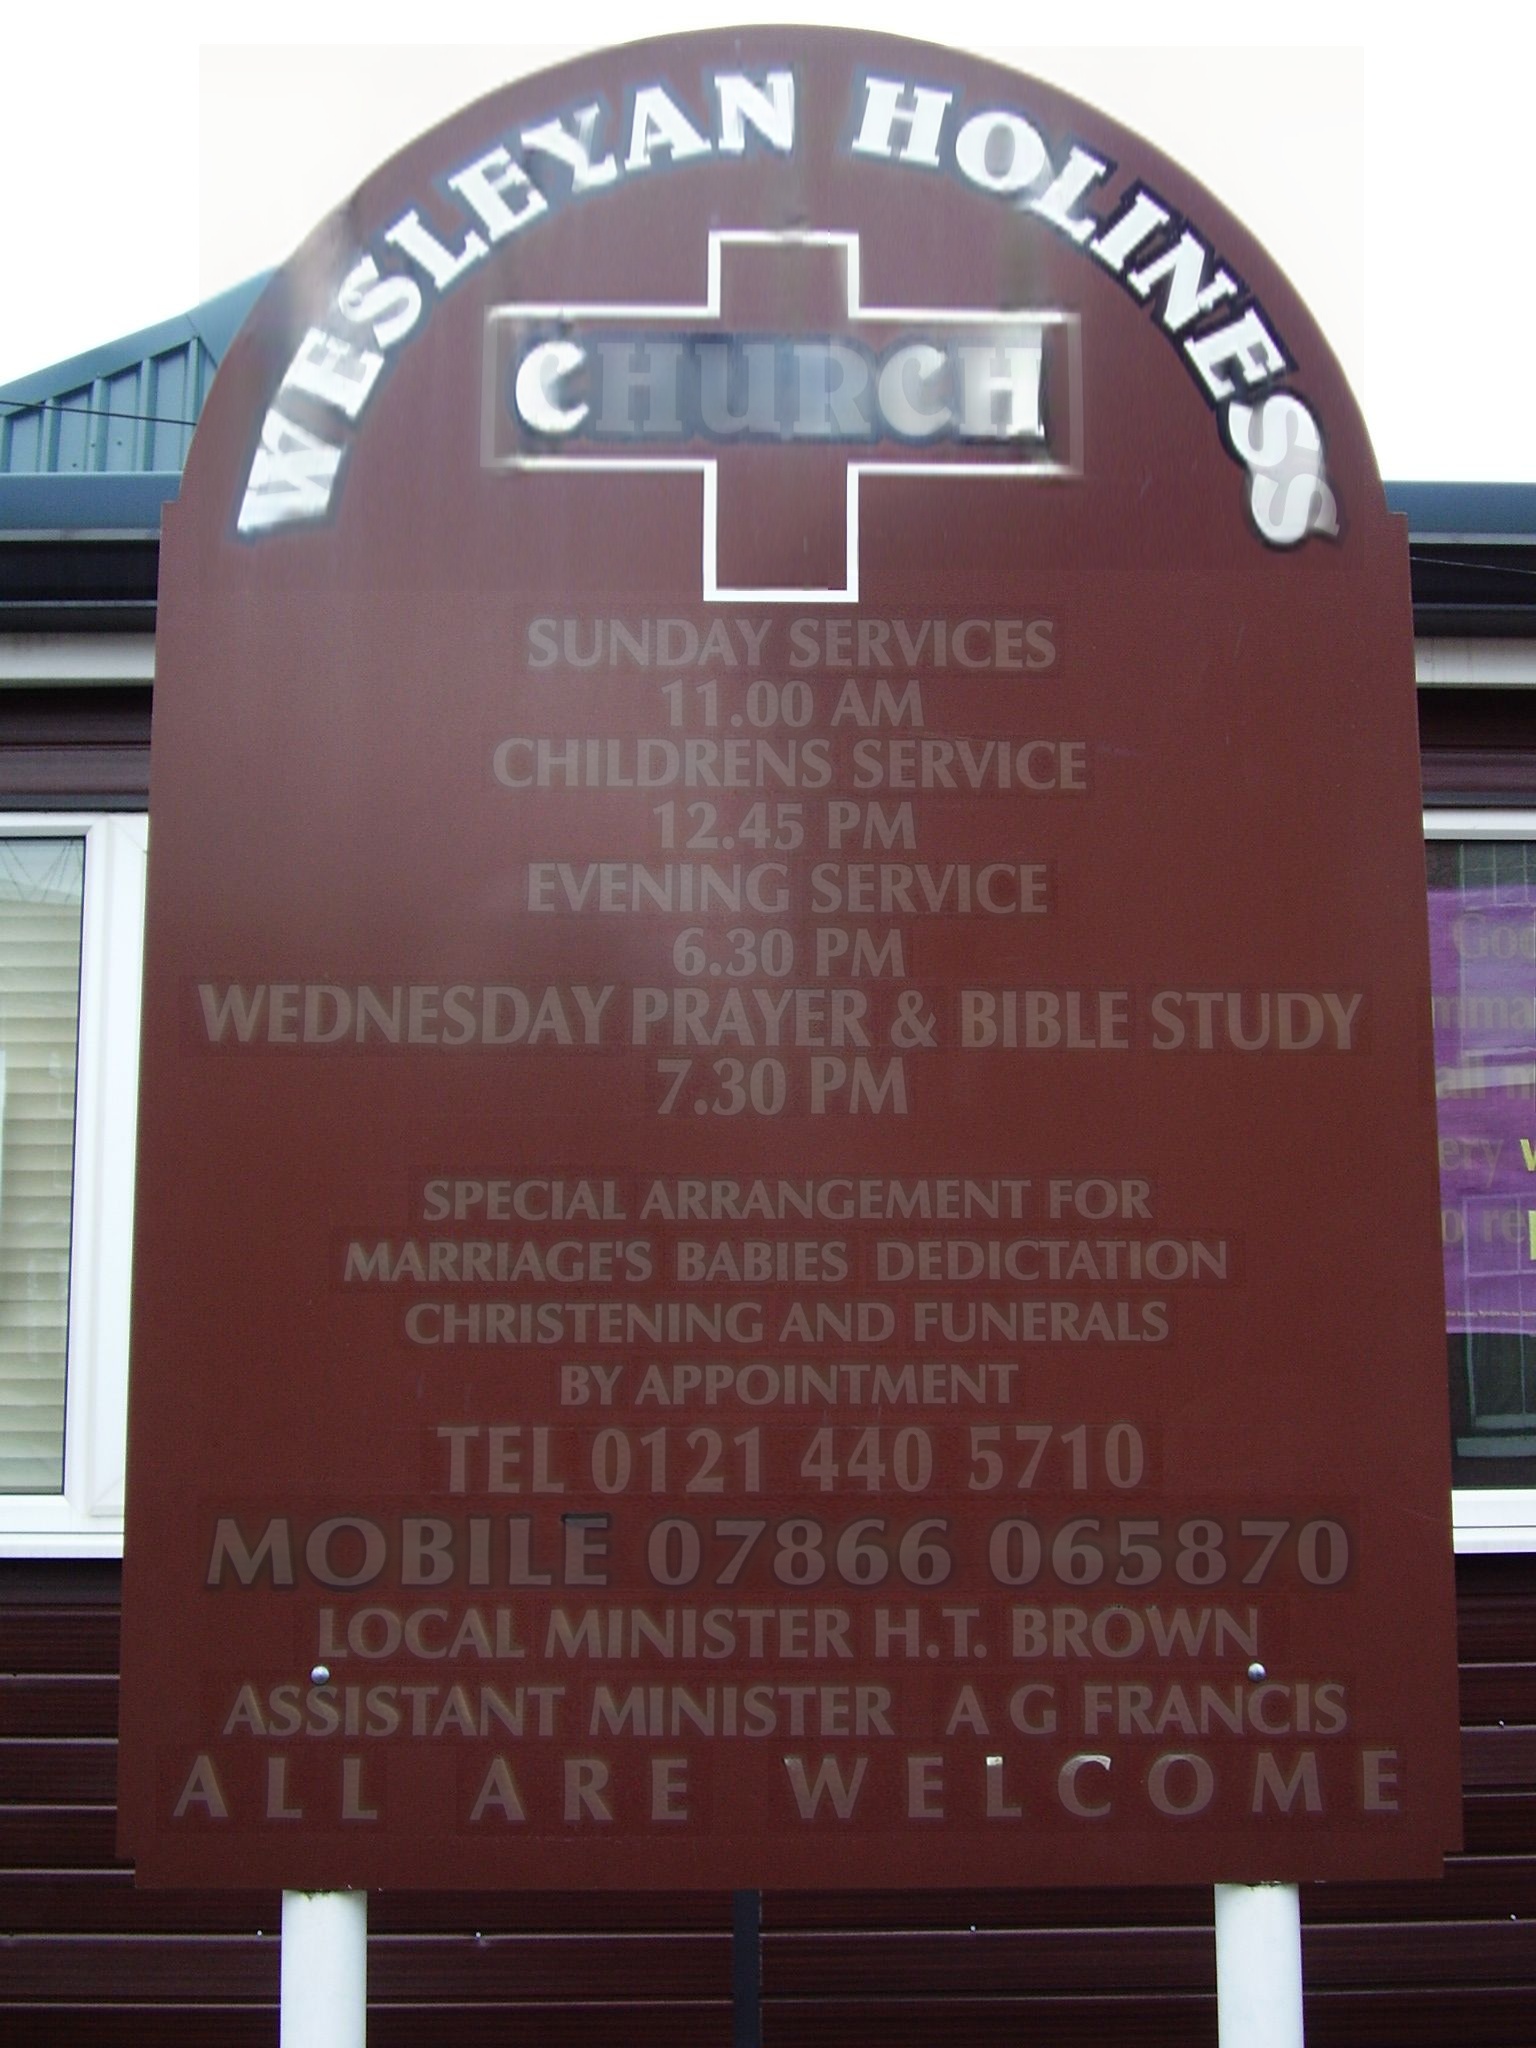 WESLEYAN HOLINESS
CHURCH
SUNDAY SERVICES
11.00 AM
CHILDRENS SERVICE
12.45 PM
EVENING SERVICE
6.30 PM
WEDNESDAY PRAYER & BIBLE STUDY
7.30 PM
SPECIAL ARRANGEMENT FOR
MARRIAGE'S BABIES DEDICTATION
CHRISTENING AND FUNERALS
BY APPOINTMENT
TEL 0121 440 5710
MOBILE 07866 065870
LOCAL MINISTER H.T. BROWN
ASSISTANT MINISTER A G FRANCIS
ALL ARE WELCOME